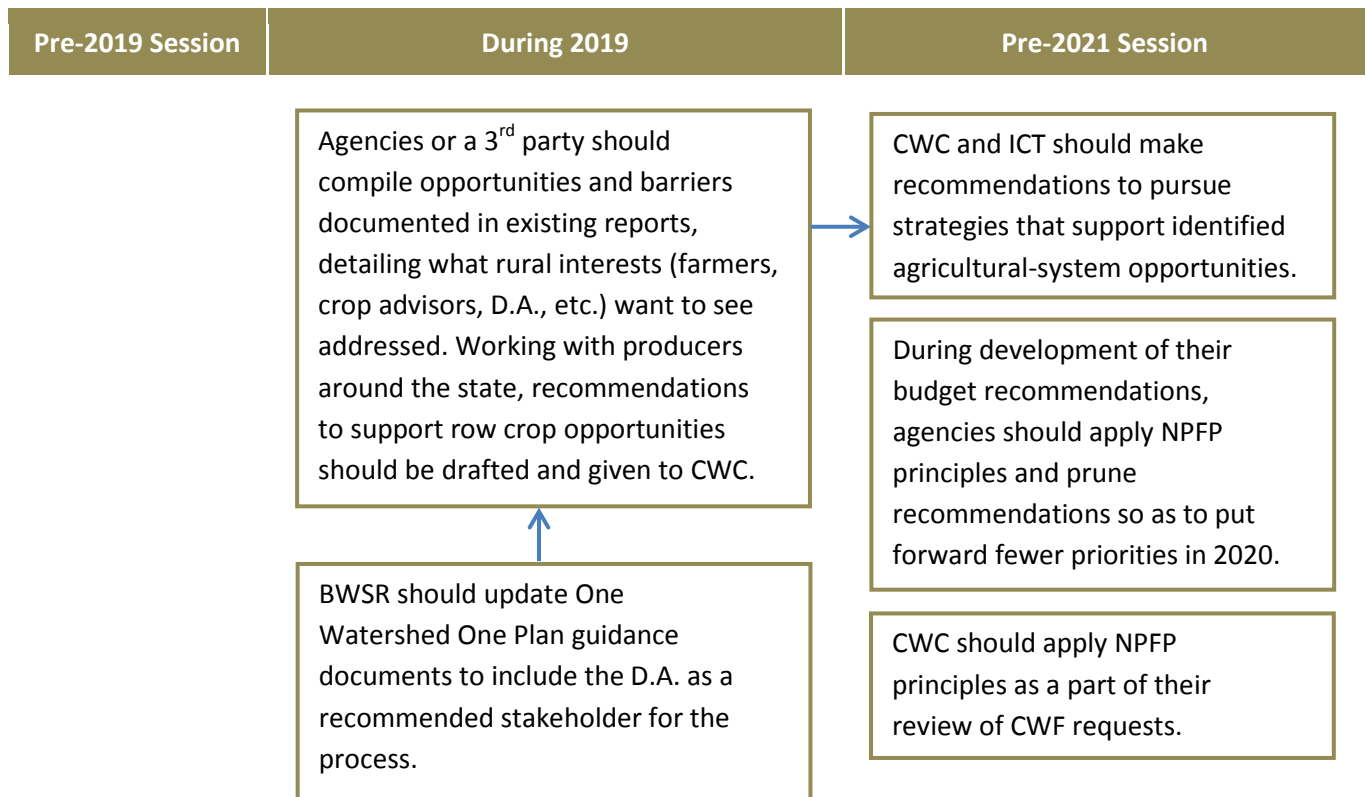 Pre-2019 Session
During 2019
Pre-2021 Session
Agencies or a 3rd party should
compile opportunities and barriers
documented in existing reports,
detailing what rural interests (farmers,
crop advisors, D.A., etc.) want to see
addressed. Working with producers
around the state, recommendations
to support row crop opportunities
should be drafted and given to CWC.
BWSR should update One
Watershed One Plan guidance
documents to include the D.A. as a
recommended stakeholder for the
process.
CWC and ICT should make
recommendations to pursue
strategies that support identified
agricultural-system opportunities.
During development of their
budget recommendations,
agencies should apply NPFP
principles and prune
recommendations so as to put
forward fewer priorities in 2020.
CWC should apply NPFP
principles as a part of their
review of CWF requests.